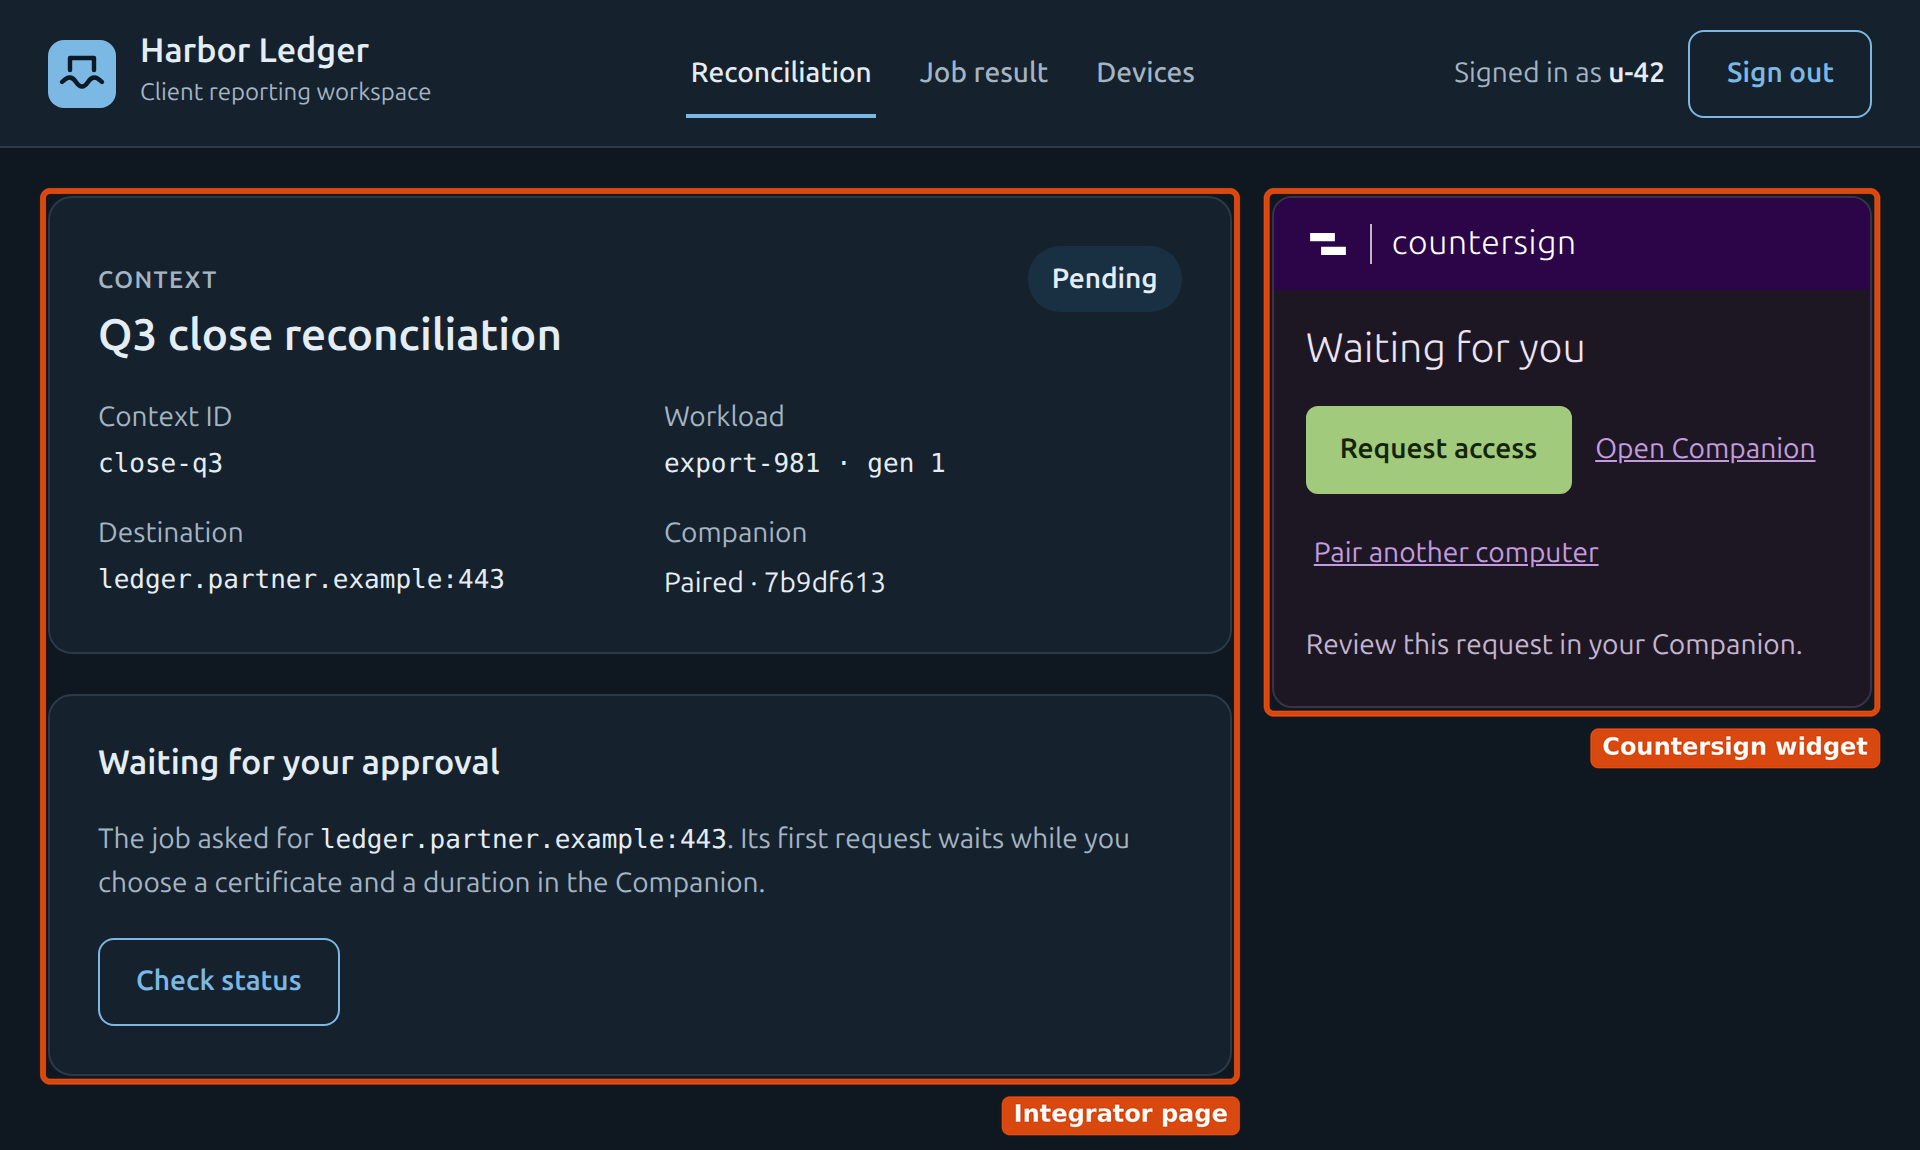 Harbor Ledger
Client reporting workspace
Reconciliation
Job result
Devices
Signed in as u-42
Sign out
CONTEXT
Pending
Q3 close reconciliation
Context ID
close-q3
Workload
export-981 · gen 1
Destination
ledger.partner.example:443
Companion
Paired · 7b9df613
Waiting for your approval
The job asked for ledger.partner.example:443. Its first request waits while you
choose a certificate and a duration in the Companion.
Check status
Integrator page
countersign
Waiting for you
Request access
Open Companion
Pair another computer
Review this request in your Companion.
Countersign widget